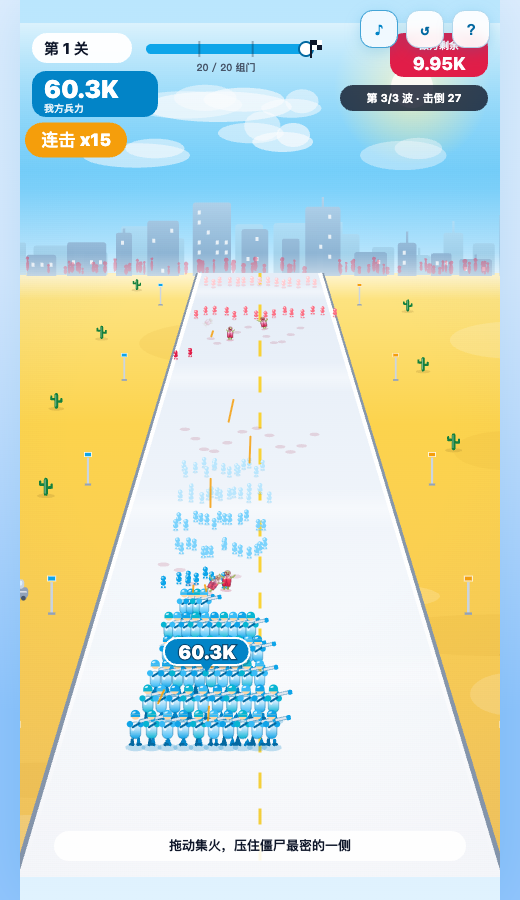 第 1 关
20 / 20 组门
♪
↺
?
60.3K
我方兵力
9.95K
连击 x15
第 3/3 波 · 击倒 27
60.3K
拖动集火，压住僵尸最密的一侧